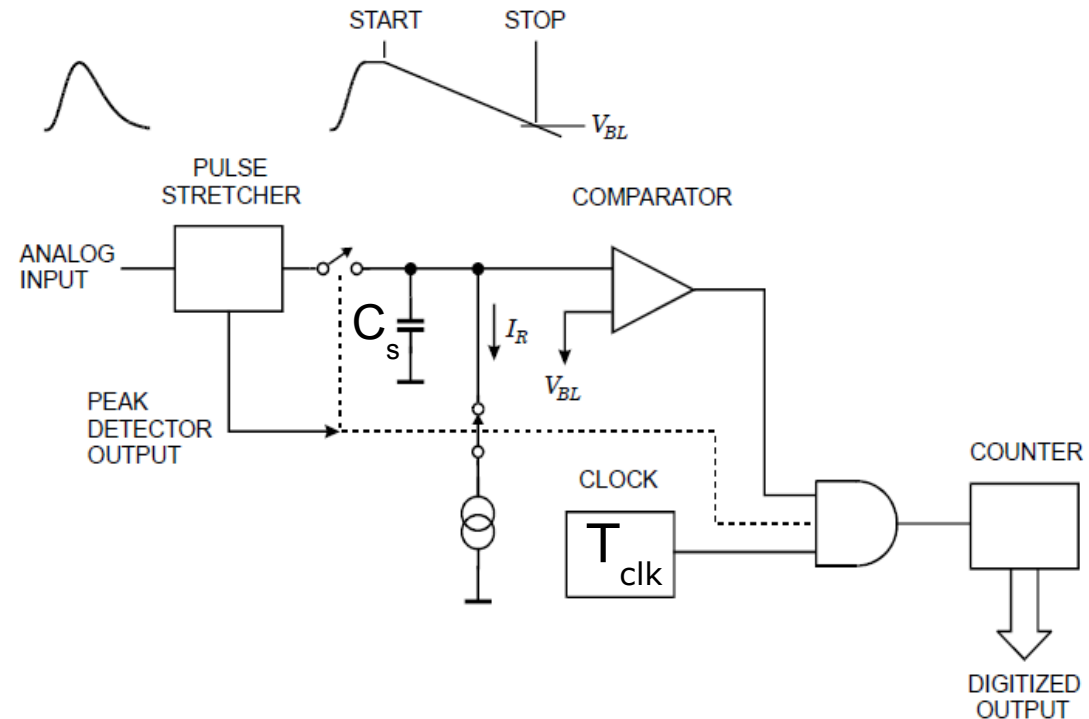 START
STOP
V_BL
PULSE
STRETCHER
COMPARATOR
ANALOG
INPUT
C_s
I_R
V_BL
PEAK
DETECTOR
OUTPUT
CLOCK
T_clk
COUNTER
DIGITIZED
OUTPUT